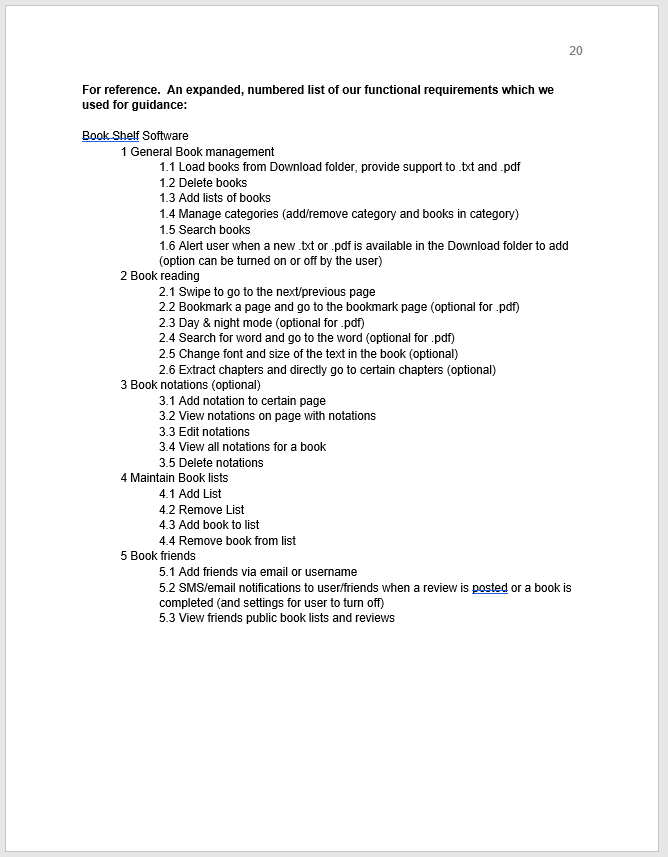 20
For reference.  An expanded, numbered list of our functional requirements which we
used for guidance:
Book Shelf Software
1 General Book management
1.1 Load books from Download folder, provide support to .txt and .pdf
1.2 Delete books
1.3 Add lists of books
1.4 Manage categories (add/remove category and books in category)
1.5 Search books
1.6 Alert user when a new .txt or .pdf is available in the Download folder to add
(option can be turned on or off by the user)
2 Book reading
2.1 Swipe to go to the next/previous page
2.2 Bookmark a page and go to the bookmark page (optional for .pdf)
2.3 Day & night mode (optional for .pdf)
2.4 Search for word and go to the word (optional for .pdf)
2.5 Change font and size of the text in the book (optional)
2.6 Extract chapters and directly go to certain chapters (optional)
3 Book notations (optional)
3.1 Add notation to certain page
3.2 View notations on page with notations
3.3 Edit notations
3.4 View all notations for a book
3.5 Delete notations
4 Maintain Book lists
4.1 Add List
4.2 Remove List
4.3 Add book to list
4.4 Remove book from list
5 Book friends
5.1 Add friends via email or username
5.2 SMS/email notifications to user/friends when a review is posted or a book is
completed (and settings for user to turn off)
5.3 View friends public book lists and reviews